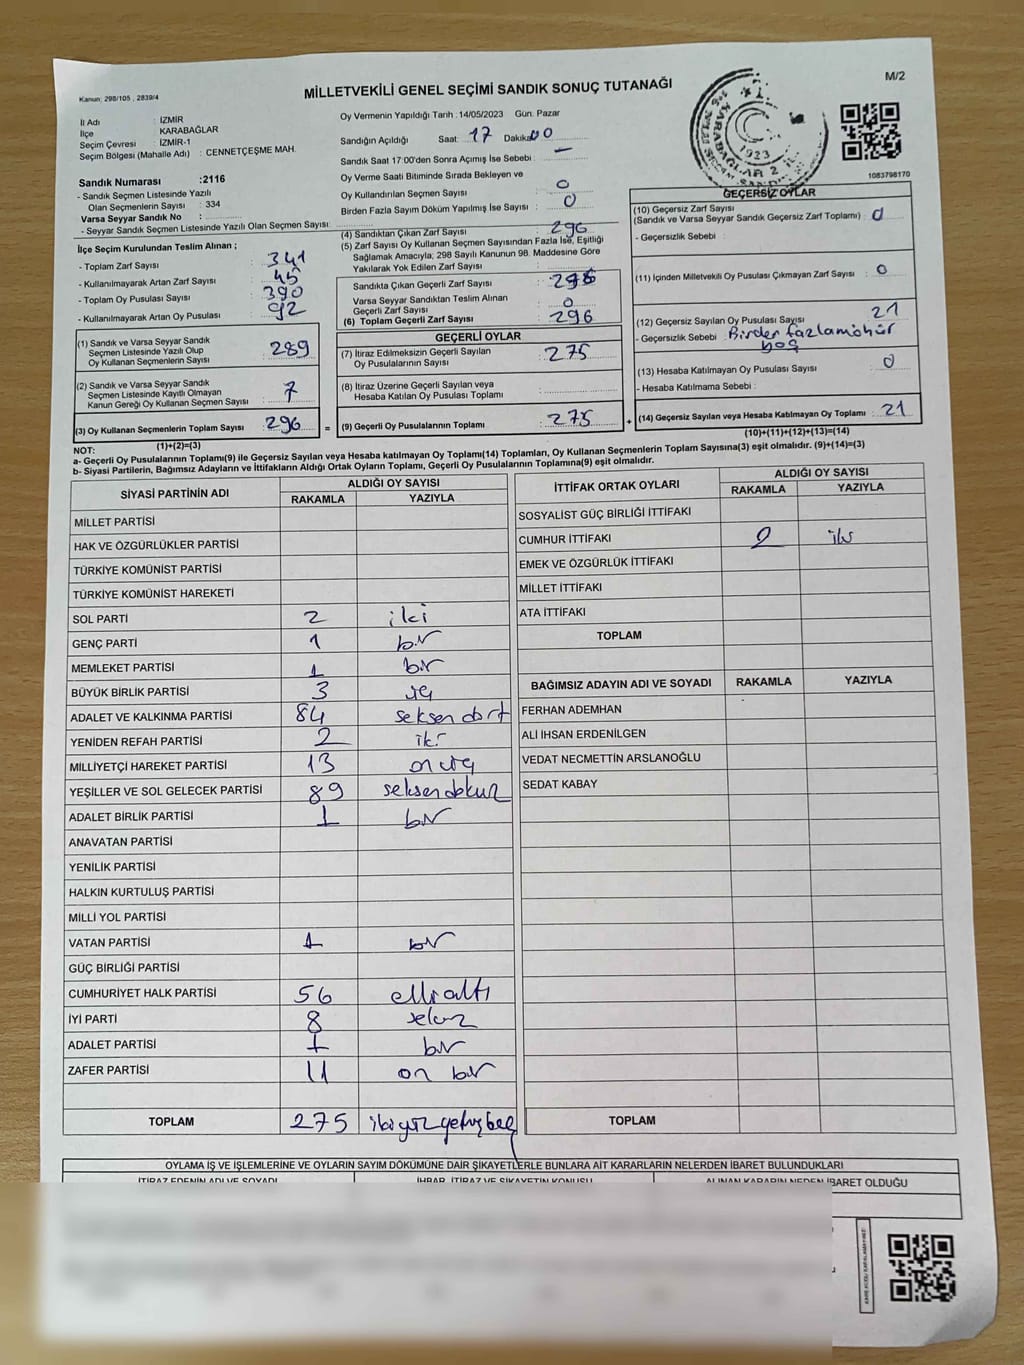 Kanun: 298/105 , 2839/4
MİLLETVEKİLİ GENEL SEÇİMİ SANDIK SONUÇ TUTANAĞI
M/2
İl Adı : İZMİR
İlçe : KARABAĞLAR
Seçim Çevresi : İZMİR-1
Seçim Bölgesi (Mahalle Adı) : CENNETÇEŞME MAH.
Sandık Numarası :2116
- Sandık Seçmen Listesinde Yazılı
Olan Seçmenlerin Sayısı : 334
Varsa Seyyar Sandık No :
- Seyyar Sandık Seçmen Listesinde Yazılı Olan Seçmen Sayısı:
İlçe Seçim Kurulundan Teslim Alınan ;
- Toplam Zarf Sayısı : 341
- Kullanılmayarak Artan Zarf Sayısı : 45
- Toplam Oy Pusulası Sayısı : 390
- Kullanılmayarak Artan Oy Pusulası : 92
(1) Sandık ve Varsa Seyyar Sandık
Seçmen Listesinde Yazılı Olup
Oy Kullanan Seçmenlerin Sayısı : 289
(2) Sandık ve Varsa Seyyar Sandık
Seçmen Listesinde Kayıtlı Olmayan
Kanun Gereği Oy Kullanan Seçmen Sayısı : 7
(3) Oy Kullanan Seçmenlerin Toplam Sayısı : 296
(1)+(2)=(3)
Oy Vermenin Yapıldığı Tarih :14/05/2023 Gün. Pazar
Sandığın Açıldığı Saat: 17 Dakika: 00
Sandık Saat 17:00'den Sonra Açımış İse Sebebi : —
Oy Verme Saati Bitiminde Sırada Bekleyen ve
Oy Kullandırılan Seçmen Sayısı : 0
Birden Fazla Sayım Döküm Yapılmış İse Sayısı : 0
(4) Sandıktan Çıkan Zarf Sayısı : 296
(5) Zarf Sayısı Oy Kullanan Seçmen Sayısından Fazla İse, Eşitliği
Sağlamak Amacıyla; 298 Sayılı Kanunun 98. Maddesine Göre
Yakılarak Yok Edilen Zarf Sayısı :
Sandıkta Çıkan Geçerli Zarf Sayısı : 296
Varsa Seyyar Sandıktan Teslim Alınan
Geçerli Zarf Sayısı : 0
(6) Toplam Geçerli Zarf Sayısı : 296
GEÇERLİ OYLAR
(7) İtiraz Edilmeksizin Geçerli Sayılan
Oy Pusulalarının Sayısı : 275
(8) İtiraz Üzerine Geçerli Sayılan veya
Hesaba Katılan Oy Pusulası Toplamı :
= (9) Geçerli Oy Pusulalarının Toplamı : 275 +
1923
1083798170
GEÇERSİZ OYLAR
(10) Geçersiz Zarf Sayısı
(Sandık ve Varsa Seyyar Sandık Geçersiz Zarf Toplamı) : 0
- Geçersizlik Sebebi :
(11) İçinden Milletvekili Oy Pusulası Çıkmayan Zarf Sayısı : 0
(12) Geçersiz Sayılan Oy Pusulası Sayısı : 21
- Geçersizlik Sebebi : Birden fazla mühür
boş
(13) Hesaba Katılmayan Oy Pusulası Sayısı : 0
- Hesaba Katılmama Sebebi :
(14) Geçersiz Sayılan veya Hesaba Katılmayan Oy Toplamı : 21
(10)+(11)+(12)+(13)=(14)
NOT:
a- Geçerli Oy Pusulalarının Toplamı(9) ile Geçersiz Sayılan veya Hesaba katılmayan Oy Toplamı(14) Toplamları, Oy Kullanan Seçmenlerin Toplam Sayısına(3) eşit olmalıdır. (9)+(14)=(3)
b- Siyasi Partilerin, Bağımsız Adayların ve İttifakların Aldığı Ortak Oyların Toplamı, Geçerli Oy Pusulalarının Toplamına(9) eşit olmalıdır.
SİYASİ PARTİNİN ADI ALDIĞI OY SAYISI
RAKAMLA YAZIYLA
MİLLET PARTİSİ
HAK VE ÖZGÜRLÜKLER PARTİSİ
TÜRKİYE KOMÜNİST PARTİSİ
TÜRKİYE KOMÜNİST HAREKETİ
SOL PARTİ 2 iki
GENÇ PARTİ 1 bir
MEMLEKET PARTİSİ 1 bir
BÜYÜK BİRLİK PARTİSİ 3 üç
ADALET VE KALKINMA PARTİSİ 84 seksen dört
YENİDEN REFAH PARTİSİ 2 iki
MİLLİYETÇİ HAREKET PARTİSİ 13 on üç
YEŞİLLER VE SOL GELECEK PARTİSİ 89 seksendokuz
ADALET BİRLİK PARTİSİ 1 bir
ANAVATAN PARTİSİ
YENİLİK PARTİSİ
HALKIN KURTULUŞ PARTİSİ
MİLLİ YOL PARTİSİ
VATAN PARTİSİ 1 bir
GÜÇ BİRLİĞİ PARTİSİ
CUMHURİYET HALK PARTİSİ 56 elli altı
İYİ PARTİ 8 sekiz
ADALET PARTİSİ 1 bir
ZAFER PARTİSİ 11 on bir
TOPLAM 275 ikiyüz yetmişbeş
İTTİFAK ORTAK OYLARI ALDIĞI OY SAYISI
RAKAMLA YAZIYLA
SOSYALİST GÜÇ BİRLİĞİ İTTİFAKI
CUMHUR İTTİFAKI 2 iki
EMEK VE ÖZGÜRLÜK İTTİFAKI
MİLLET İTTİFAKI
ATA İTTİFAKI
TOPLAM
BAĞIMSIZ ADAYIN ADI VE SOYADI RAKAMLA YAZIYLA
FERHAN ADEMHAN
ALİ İHSAN ERDENİLGEN
VEDAT NECMETTİN ARSLANOĞLU
SEDAT KABAY
TOPLAM
OYLAMA İŞ VE İŞLEMLERİNE VE OYLARIN SAYIM DÖKÜMÜNE DAİR ŞİKAYETLERLE BUNLARA AİT KARARLARIN NELERDEN İBARET BULUNDUKLARI
İTİRAZ EDENİN ADI VE SOYADI İHBAR, İTİRAZ VE ŞİKAYETİN KONUSU ALINAN KARARIN NEDEN İBARET OLDUĞU